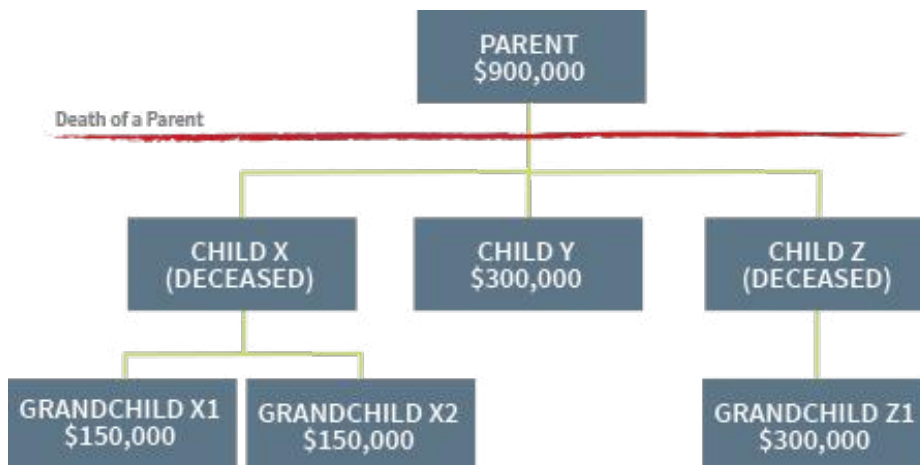 PARENT
$900,000
Death of a Parent
CHILD X
(DECEASED)
CHILD Y
$300,000
CHILD Z
(DECEASED)
GRANDCHILD X1
$150,000
GRANDCHILD X2
$150,000
GRANDCHILD Z1
$300,000